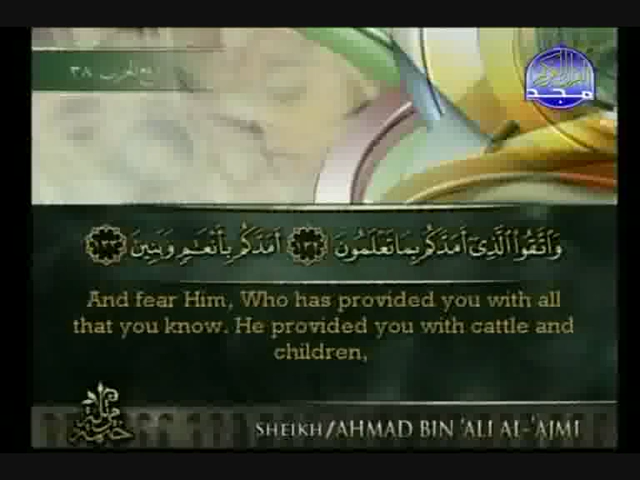 ربع الحزب ٣٨
مجد
وَاتَّقُوا الَّذِي أَمَدَّكُم بِمَا تَعْلَمُونَ ١٣٢ أَمَدَّكُم بِأَنْعَامٍ وَبَنِينَ ١٣٣
And fear Him, Who has provided you with all
that you know. He provided you with cattle and
children,
SHEIKH/AHMAD BIN 'ALI AL-'AJMI